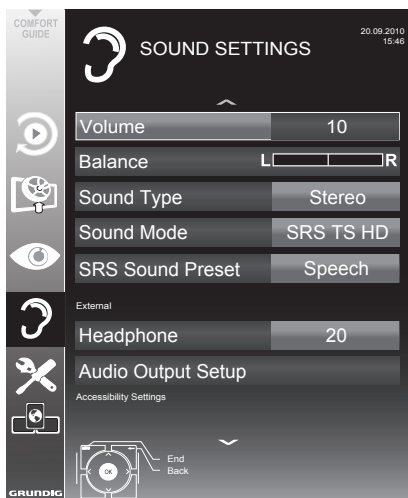 COMFORT
GUIDE
SOUND SETTINGS
20.09.2010
15:46
Volume 10
Balance L R
Sound Type Stereo
Sound Mode SRS TS HD
SRS Sound Preset Speech
External
Headphone 20
Audio Output Setup
Accessibility Settings
End
Back
OK
GRUNDIG